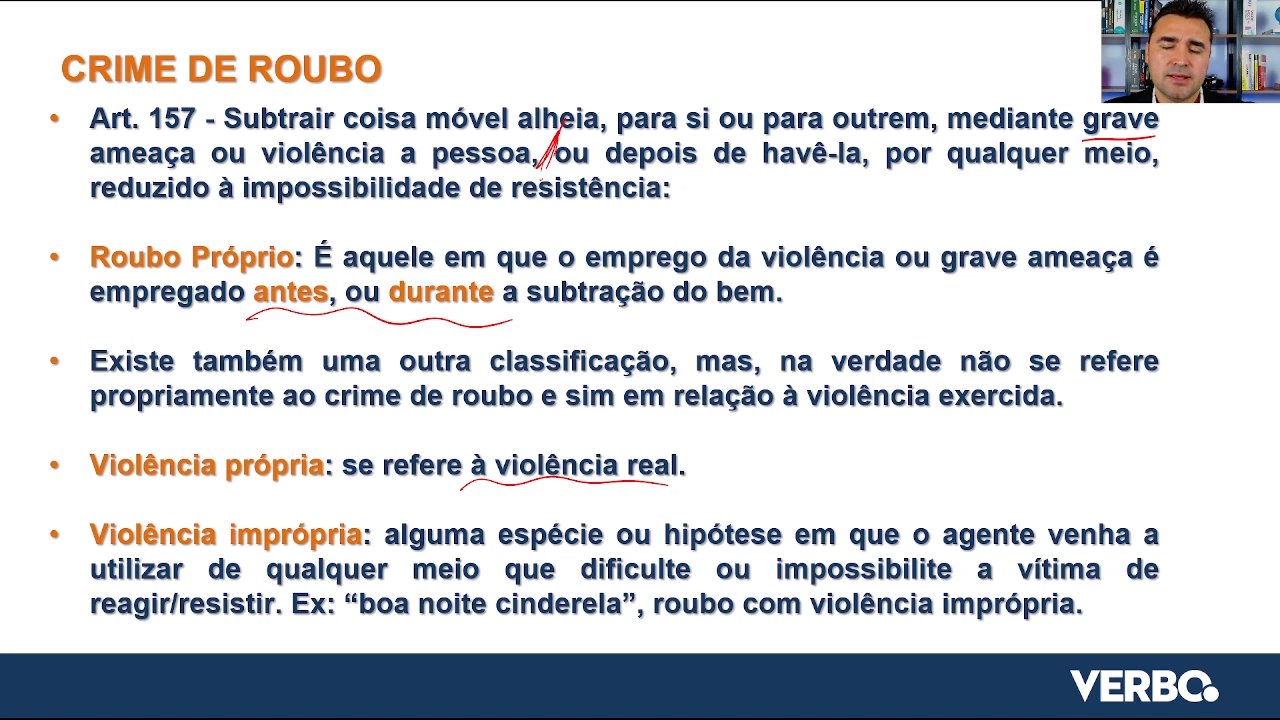 CRIME DE ROUBO
• Art. 157 - Subtrair coisa móvel alheia, para si ou para outrem, mediante grave
ameaça ou violência a pessoa, ou depois de havê-la, por qualquer meio,
reduzido à impossibilidade de resistência:
• Roubo Próprio: É aquele em que o emprego da violência ou grave ameaça é
empregado antes, ou durante a subtração do bem.
• Existe também uma outra classificação, mas, na verdade não se refere
propriamente ao crime de roubo e sim em relação à violência exercida.
• Violência própria: se refere à violência real.
• Violência imprópria: alguma espécie ou hipótese em que o agente venha a
utilizar de qualquer meio que dificulte ou impossibilite a vítima de
reagir/resistir. Ex: “boa noite cinderela”, roubo com violência imprópria.
VERBO